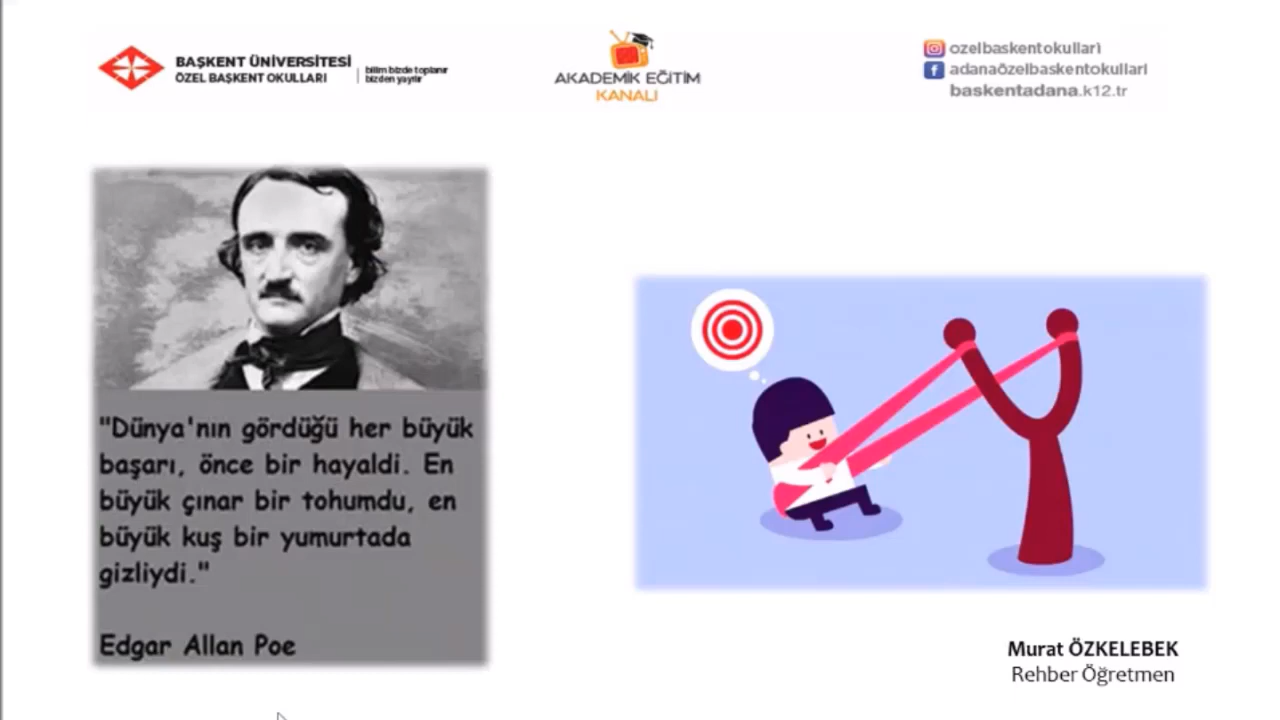 BAŞKENT ÜNİVERSİTESİ
ÖZEL BAŞKENT OKULLARI
bilim bizde toplanır
bizden yayılır
AKADEMİK EĞİTİM
KANALI
ozelbaskentokullari
adanaözelbaskentokullari
baskentadana.k12.tr
"Dünya'nın gördüğü her büyük
başarı, önce bir hayaldi. En
büyük çınar bir tohumdu, en
büyük kuş bir yumurtada
gizliydi."
Edgar Allan Poe
Murat ÖZKELEBEK
Rehber Öğretmen